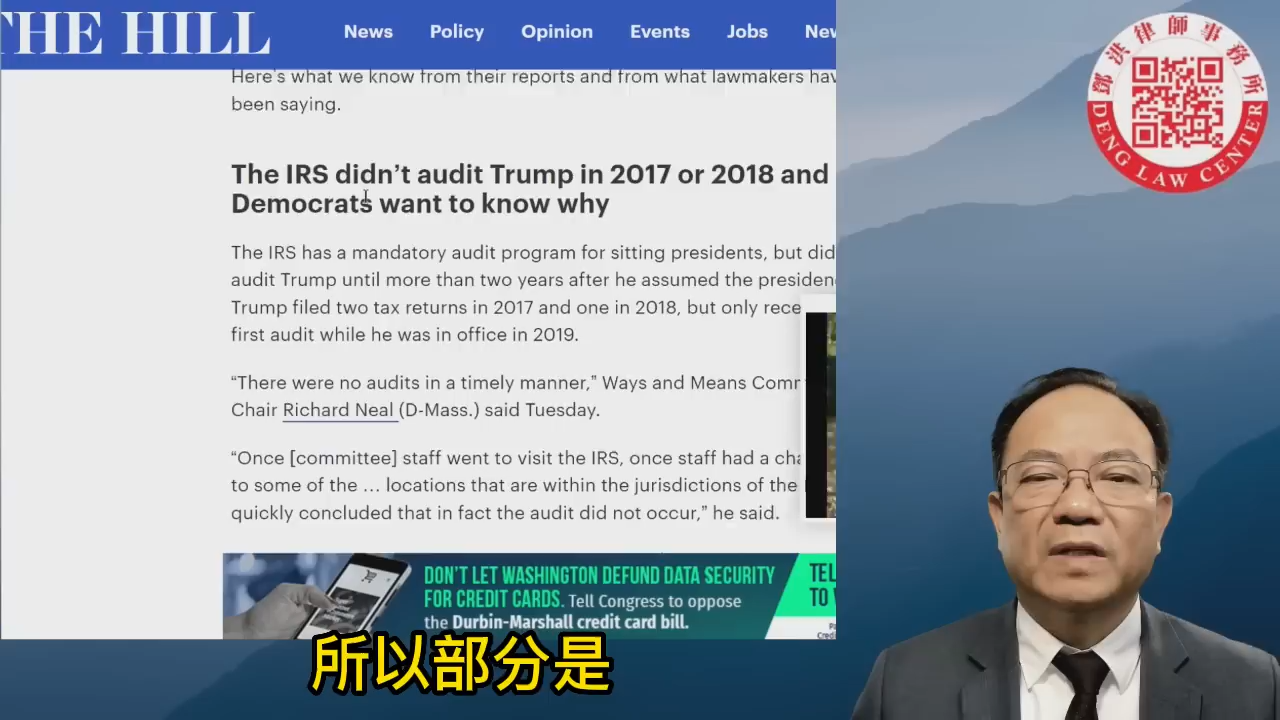 THE HILL
News Policy Opinion Events Jobs
Here's what we know from their reports and from what lawmakers
been saying.
The IRS didn't audit Trump in 2017 or 2018 and
Democrats want to know why
The IRS has a mandatory audit program for sitting presidents, but
audit Trump until more than two years after he assumed the
Trump filed two tax returns in 2017 and one in 2018, but only
first audit while he was in office in 2019.
“There were no audits in a timely manner,” Ways and Means
Chair Richard Neal (D-Mass.) said Tuesday.
“Once [committee] staff went to visit the IRS, once staff had a
to some of the ... locations that are within the jurisdictions of the
quickly concluded that in fact the audit did not occur,” he said.
DON'T LET WASHINGTON DEFUND DATA SECURITY
FOR CREDIT CARDS. Tell Congress to oppose
the Durbin-Marshall credit card bill.
TO
鄧洪律師事務所
DENG LAW CENTER
所以部分是